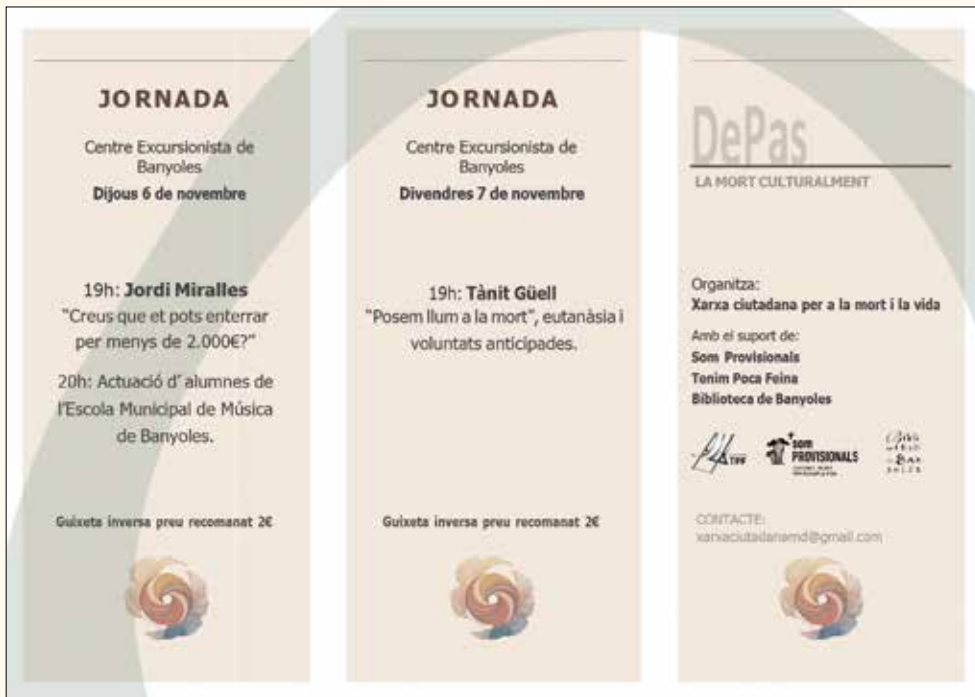 JORNADA
Centre Excursionista de
Banyoles
Dijous 6 de novembre
19h: Jordi Miralles
"Creus que et pots enterrar
per menys de 2.000€?"
20h: Actuació d' alumnes de
l'Escola Municipal de Música
de Banyoles.
Guixeta inversa preu recomanat 2€
JORNADA
Centre Excursionista de
Banyoles
Divendres 7 de novembre
19h: Tànit Güell
"Posem llum a la mort", eutanàsia i
voluntats anticipades.
Guixeta inversa preu recomanat 2€
DePas
LA MORT CULTURALMENT
Organitza:
Xarxa ciutadana per a la mort i la vida
Amb el suport de:
Som Provisionals
Tenim Poca Feina
Biblioteca de Banyoles
TPF
som
PROVISIONALS
CONTACTE:
xarxaciutadanamd@gmail.com